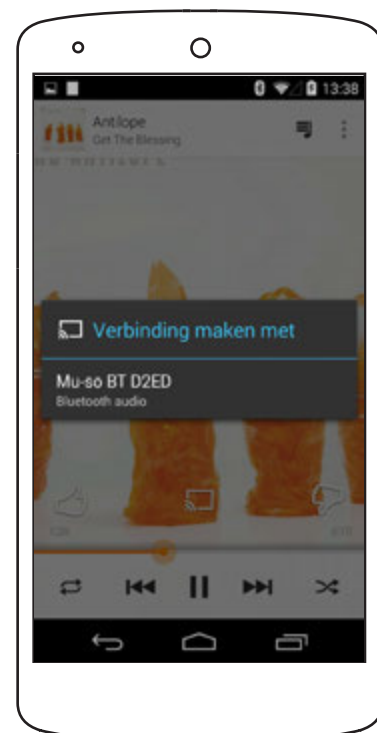 13:38
Antilope
Get The Blessing
Verbinding maken met
Mu-so BT D2ED
Bluetooth audio